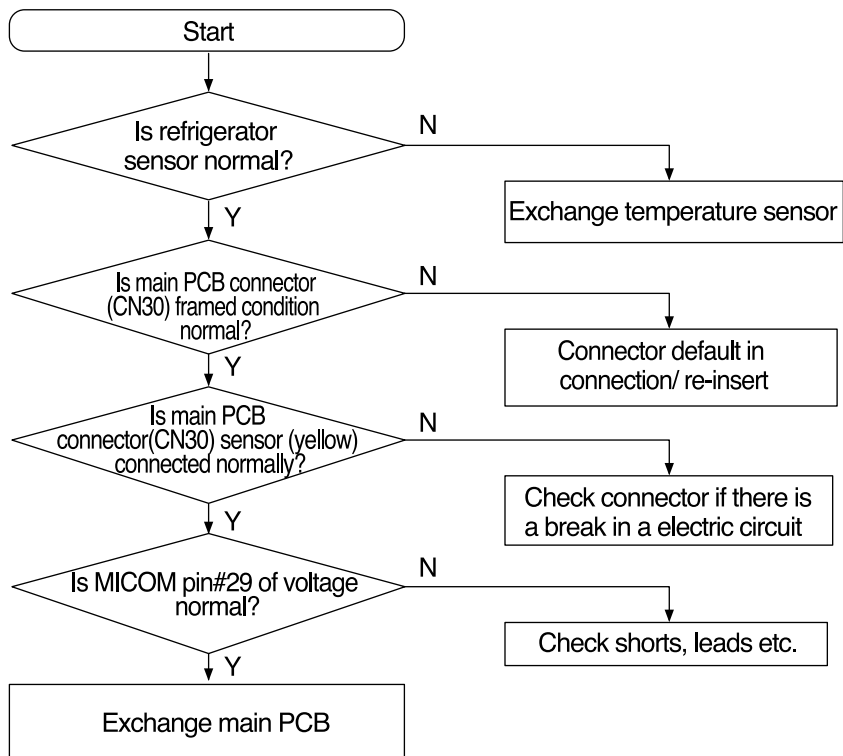 Start
Is refrigerator
sensor normal?
N
Exchange temperature sensor
Y
Is main PCB connector
(CN30) framed condition
normal?
N
Connector default in
connection/ re-insert
Y
Is main PCB
connector(CN30) sensor (yellow)
connected normally?
N
Check connector if there is
a break in a electric circuit
Y
Is MICOM pin#29 of voltage
normal?
N
Check shorts, leads etc.
Y
Exchange main PCB